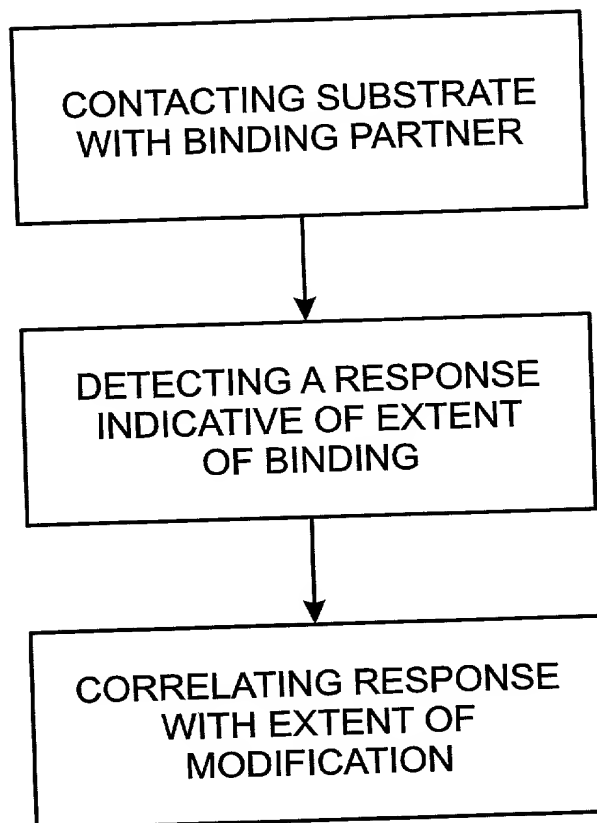 CONTACTING SUBSTRATE
WITH BINDING PARTNER
DETECTING A RESPONSE
INDICATIVE OF EXTENT
OF BINDING
CORRELATING RESPONSE
WITH EXTENT OF
MODIFICATION